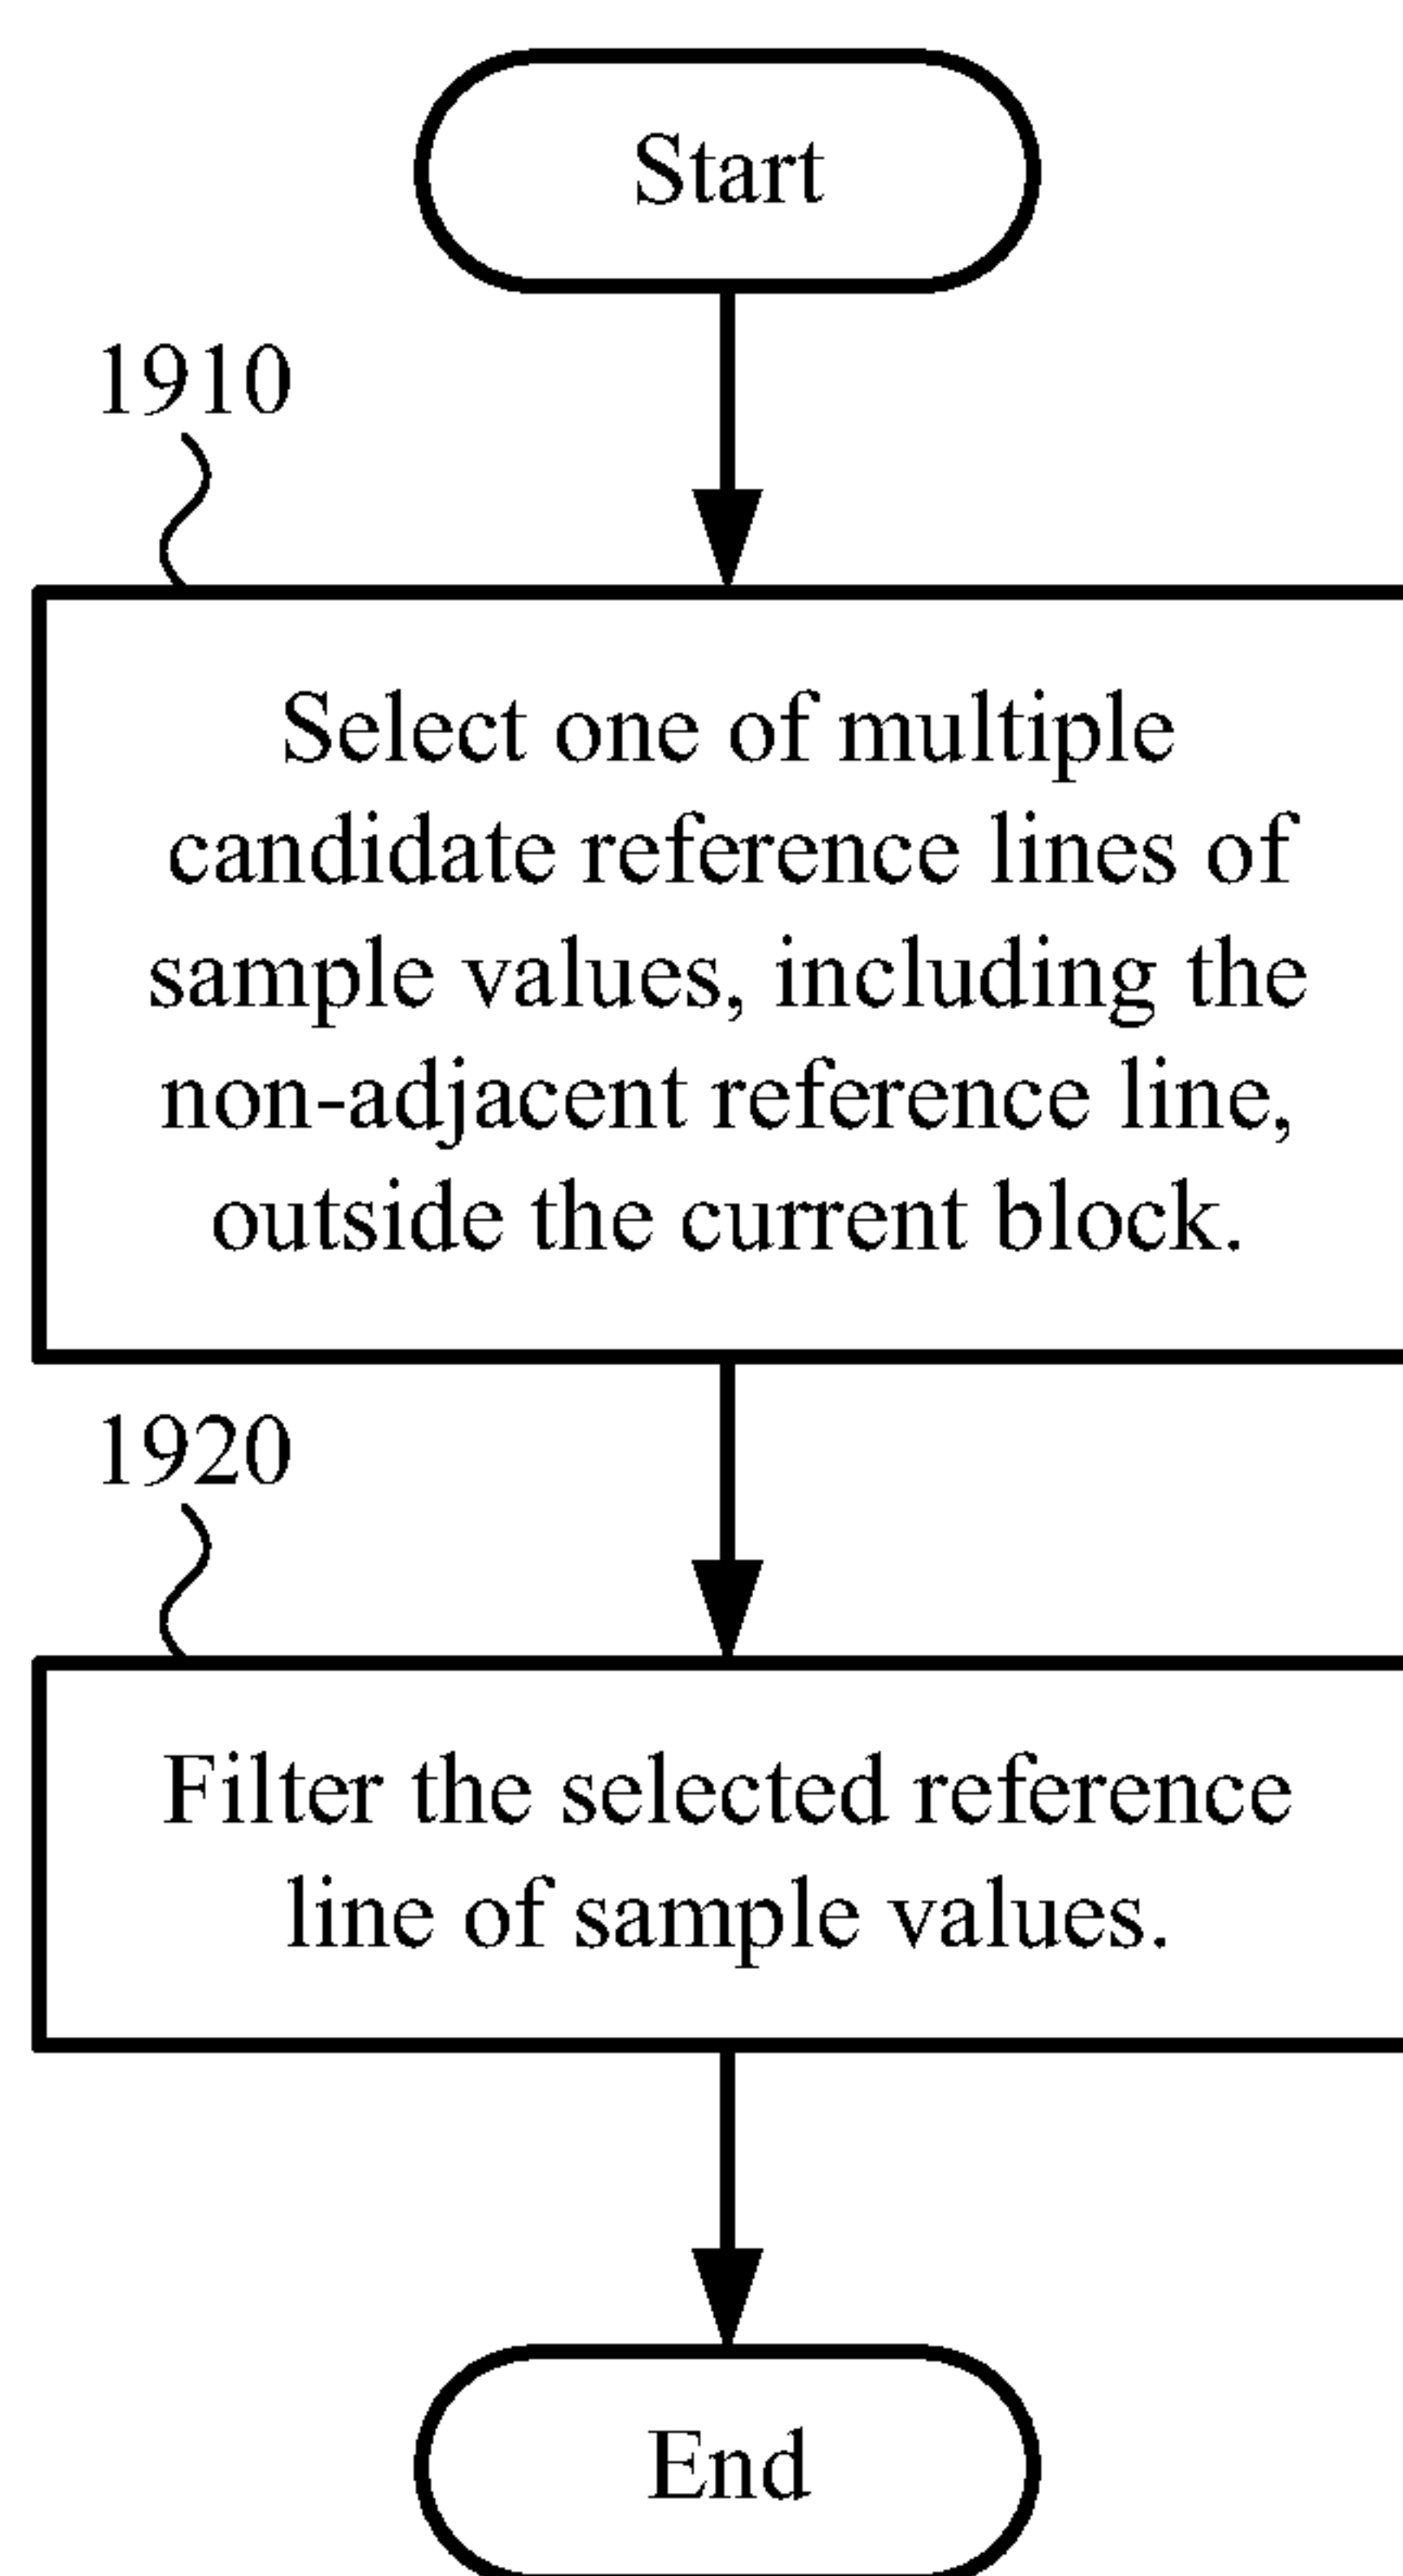 Start
1910
Select one of multiple
candidate reference lines of
sample values, including the
non-adjacent reference line,
outside the current block.
1920
Filter the selected reference
line of sample values.
End